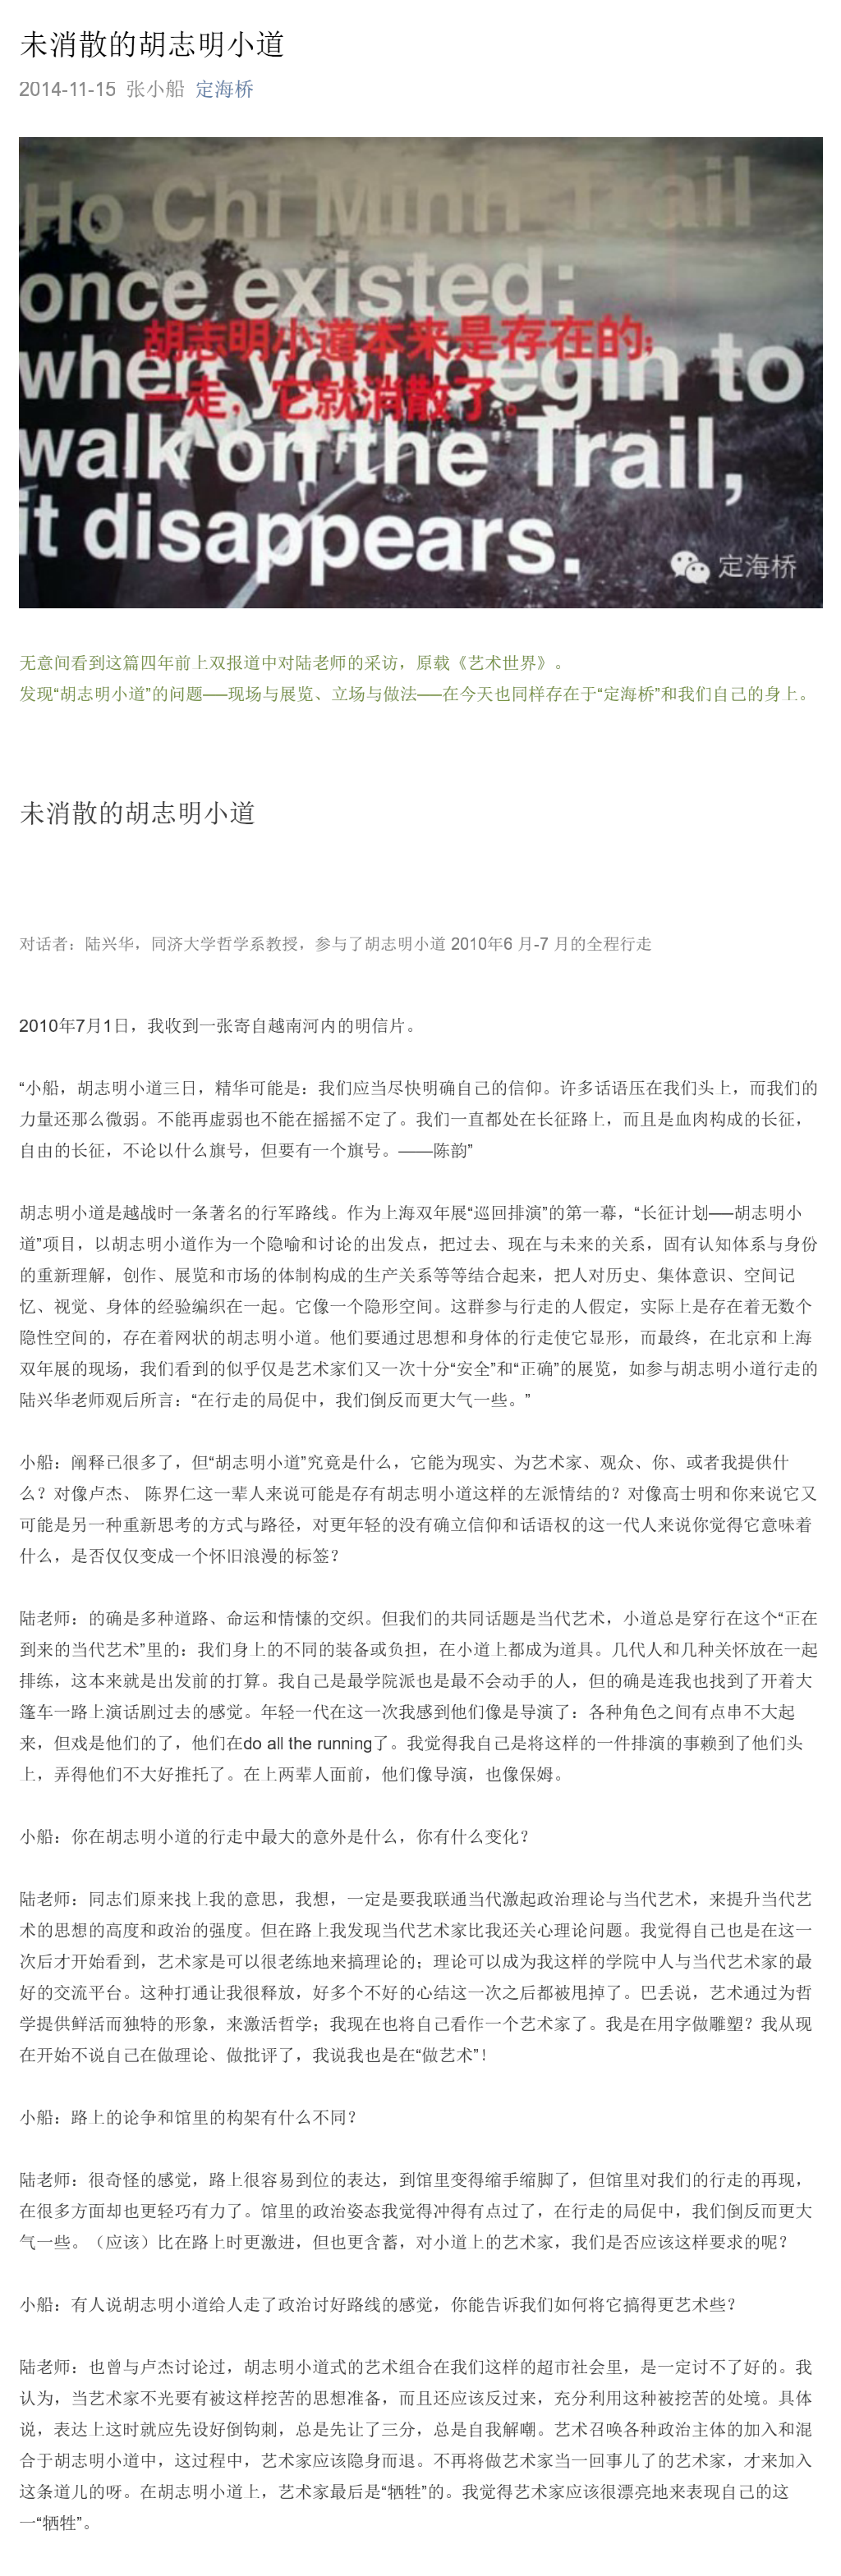 未消散的胡志明小道
2014-11-15 张小船 定海桥
Ho Chi Minh Trail
once existed:
when you begin to
walk on the Trail,
it disappears.
胡志明小道本来是存在的;
一走，它就消散了。
定海桥
无意间看到这篇四年前上双报道中对陆老师的采访，原载《艺术世界》。
发现“胡志明小道”的问题——现场与展览、立场与做法——在今天也同样存在于“定海桥”和我们自己的身上。
未消散的胡志明小道
对话者：陆兴华，同济大学哲学系教授，参与了胡志明小道 2010年6 月-7 月的全程行走
2010年7月1日，我收到一张寄自越南河内的明信片。
“小船，胡志明小道三日，精华可能是：我们应当尽快明确自己的信仰。许多话语压在我们头上，而我们的
力量还那么微弱。不能再虚弱也不能在摇摇不定了。我们一直都处在长征路上，而且是血肉构成的长征，
自由的长征，不论以什么旗号，但要有一个旗号。——陈韵”
胡志明小道是越战时一条著名的行军路线。作为上海双年展“巡回排演”的第一幕，“长征计划——胡志明小
道”项目，以胡志明小道作为一个隐喻和讨论的出发点，把过去、现在与未来的关系，固有认知体系与身份
的重新理解，创作、展览和市场的体制构成的生产关系等等结合起来，把人对历史、集体意识、空间记
忆、视觉、身体的经验编织在一起。它像一个隐形空间。这群参与行走的人假定，实际上是存在着无数个
隐性空间的，存在着网状的胡志明小道。他们要通过思想和身体的行走使它显形，而最终，在北京和上海
双年展的现场，我们看到的似乎仅是艺术家们又一次十分“安全”和“正确”的展览，如参与胡志明小道行走的
陆兴华老师观后所言：“在行走的局促中，我们倒反而更大气一些。”
小船：阐释已很多了，但“胡志明小道”究竟是什么，它能为现实、为艺术家、观众、你、或者我提供什
么？对像卢杰、 陈界仁这一辈人来说可能是存有胡志明小道这样的左派情结的？对像高士明和你来说它又
可能是另一种重新思考的方式与路径，对更年轻的没有确立信仰和话语权的这一代人来说你觉得它意味着
什么，是否仅仅变成一个怀旧浪漫的标签？
陆老师：的确是多种道路、命运和情愫的交织。但我们的共同话题是当代艺术，小道总是穿行在这个“正在
到来的当代艺术”里的：我们身上的不同的装备或负担，在小道上都成为道具。几代人和几种关怀放在一起
排练，这本来就是出发前的打算。我自己是最学院派也是最不会动手的人，但的确是连我也找到了开着大
篷车一路上演话剧过去的感觉。年轻一代在这一次我感到他们像是导演了：各种角色之间有点串不大起
来，但戏是他们的了，他们在do all the running了。我觉得我自己是将这样的一件排演的事赖到了他们头
上，弄得他们不大好推托了。在上两辈人面前，他们像导演，也像保姆。
小船：你在胡志明小道的行走中最大的意外是什么，你有什么变化？
陆老师：同志们原来找上我的意思，我想，一定是要我联通当代激起政治理论与当代艺术，来提升当代艺
术的思想的高度和政治的强度。但在路上我发现当代艺术家比我还关心理论问题。我觉得自己也是在这一
次后才开始看到，艺术家是可以很老练地来搞理论的；理论可以成为我这样的学院中人与当代艺术家的最
好的交流平台。这种打通让我很释放，好多个不好的心结这一次之后都被甩掉了。巴丢说，艺术通过为哲
学提供鲜活而独特的形象，来激活哲学；我现在也将自己看作一个艺术家了。我是在用字做雕塑？我从现
在开始不说自己在做理论、做批评了，我说我也是在“做艺术”！
小船：路上的论争和馆里的构架有什么不同？
陆老师：很奇怪的感觉，路上很容易到位的表达，到馆里变得缩手缩脚了，但馆里对我们的行走的再现，
在很多方面却也更轻巧有力了。馆里的政治姿态我觉得冲得有点过了，在行走的局促中，我们倒反而更大
气一些。（应该）比在路上时更激进，但也更含蓄，对小道上的艺术家，我们是否应该这样要求的呢？
小船：有人说胡志明小道给人走了政治讨好路线的感觉，你能告诉我们如何将它搞得更艺术些？
陆老师：也曾与卢杰讨论过，胡志明小道式的艺术组合在我们这样的超市社会里，是一定讨不了好的。我
认为，当艺术家不光要有被这样挖苦的思想准备，而且还应该反过来，充分利用这种被挖苦的处境。具体
说，表达上这时就应先设好倒钩刺，总是先让了三分，总是自我解嘲。艺术召唤各种政治主体的加入和混
合于胡志明小道中，这过程中，艺术家应该隐身而退。不再将做艺术家当一回事儿了的艺术家，才来加入
这条道儿的呀。在胡志明小道上，艺术家最后是“牺牲”的。我觉得艺术家应该很漂亮地来表现自己的这
一“牺牲”。